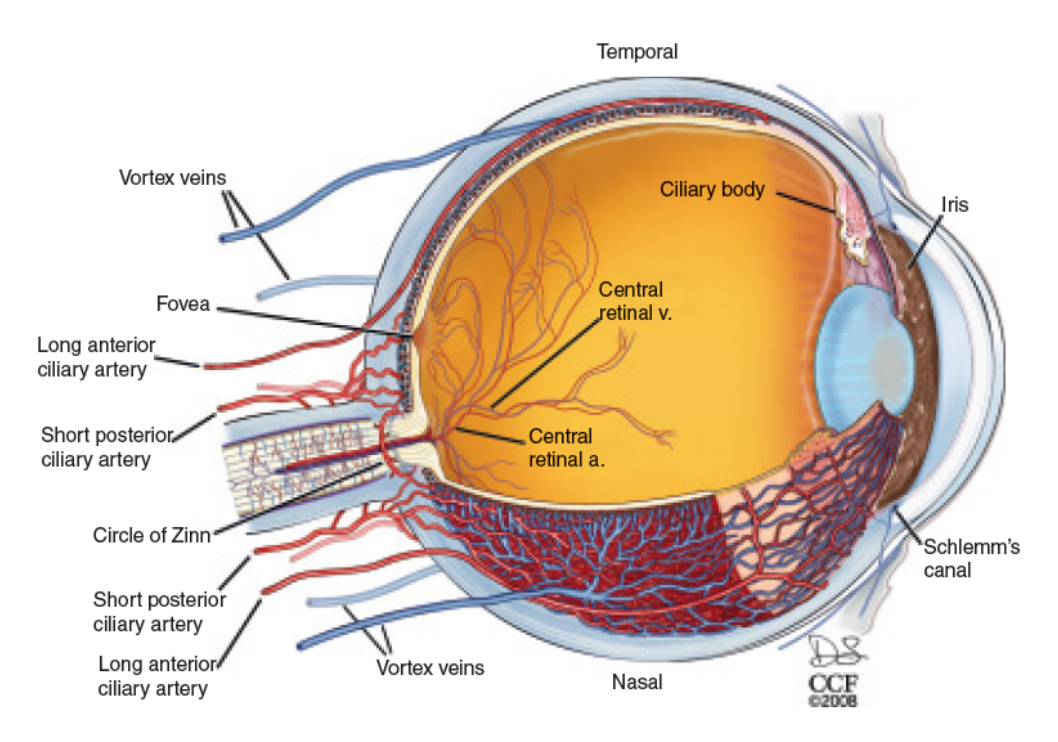 Temporal
Vortex veins
Ciliary body
Iris
Fovea
Central
retinal v.
Long anterior
ciliary artery
Short posterior
ciliary artery
Central
retinal a.
Circle of Zinn
Schlemm's
canal
Short posterior
ciliary artery
Long anterior
ciliary artery
Vortex veins
Nasal
DS
CCF
©2008